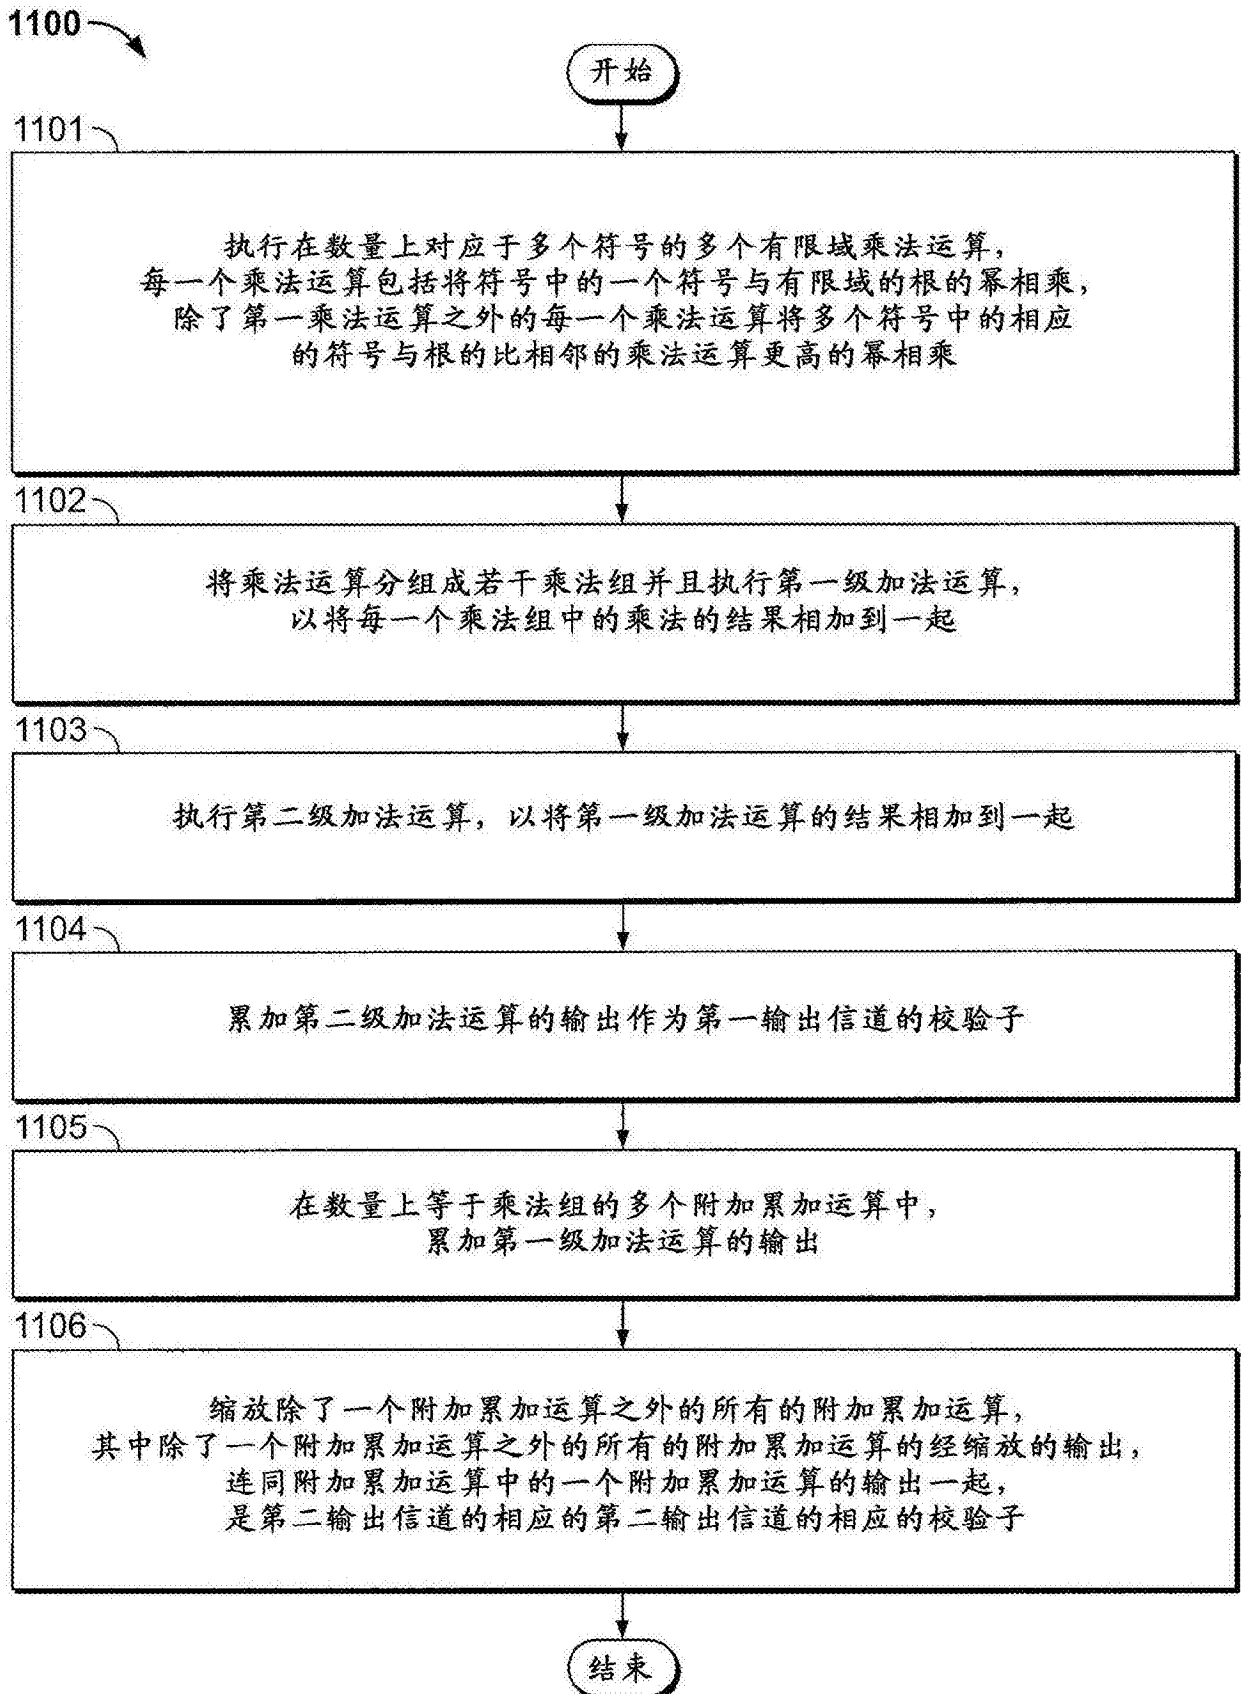 1100
开始
1101
执行在数量上对应于多个符号的多个有限域乘法运算，
每一个乘法运算包括将符号中的一个符号与有限域的根的幂相乘，
除了第一乘法运算之外的每一个乘法运算将多个符号中的相应
的符号与根的比相邻的乘法运算更高的幂相乘
1102
将乘法运算分组成若干乘法组并且执行第一级加法运算，
以将每一个乘法组中的乘法的结果相加到一起
1103
执行第二级加法运算，以将第一级加法运算的结果相加到一起
1104
累加第二级加法运算的输出作为第一输出信道的校验子
1105
在数量上等于乘法组的多个附加累加运算中，
累加第一级加法运算的输出
1106
缩放除了一个附加累加运算之外的所有的附加累加运算，
其中除了一个附加累加运算之外的所有的附加累加运算的经缩放的输出，
连同附加累加运算中的一个附加累加运算的输出一起，
是第二输出信道的相应的第二输出信道的相应的校验子
结束